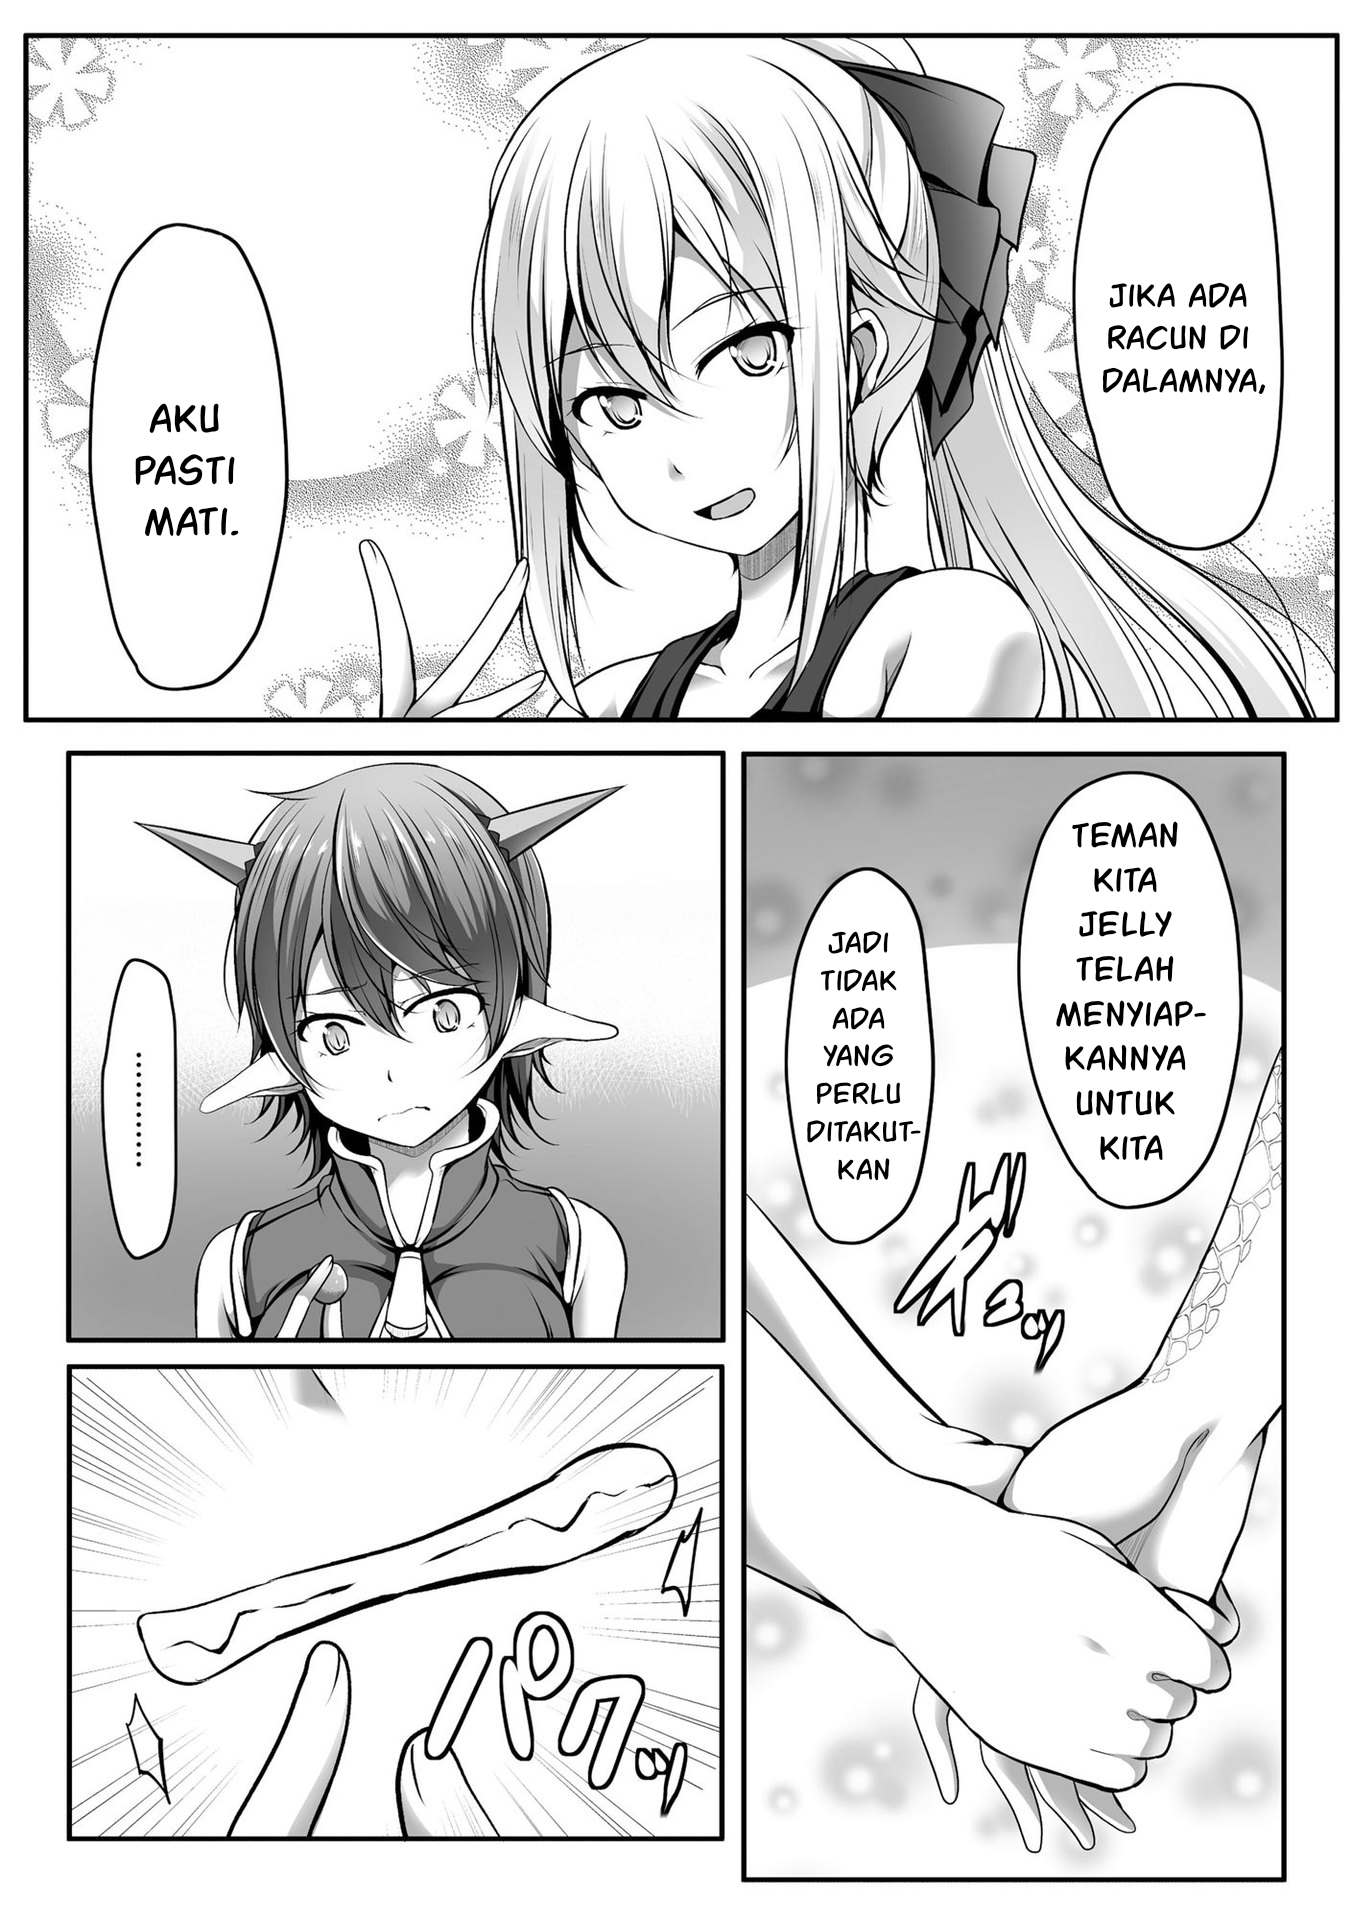 JIKA ADA
RACUN DI
DALAMNYA,
AKU
PASTI
MATI.
TEMAN
KITA
JELLY
TELAH
MENYIAP-
KANNYA
UNTUK
KITA
JADI
TIDAK
ADA
YANG
PERLU
DITAKUT-
KAN
..........
パクッ